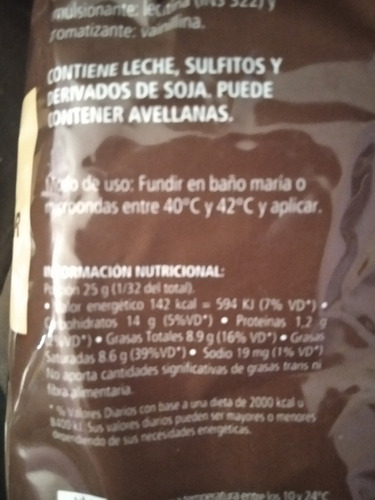 emulsionante: lecitina (INS 322) y
aromatizante: vainillina.
CONTIENE LECHE, SULFITOS Y
DERIVADOS DE SOJA. PUEDE
CONTENER AVELLANAS.
Modo de uso: Fundir en baño maría o
microondas entre 40°C y 42°C y aplicar.
INFORMACIÓN NUTRICIONAL:
Porción 25 g (1/32 del total).
• Valor energético 142 kcal = 594 KJ (7% VD*) •
Carbohidratos 14 g (5%VD*) • Proteínas 1,2 g
VD*) • Grasas Totales 8.9 g (16% VD*) • Grasas
Saturadas 8.6 g (39%VD*) • Sodio 19 mg (1% VD*)
No aporta cantidades significativas de grasas trans ni
fibra alimentaria.
* % Valores Diarios con base a una dieta de 2000 kcal u
8400 kJ. Sus valores diarios pueden ser mayores o menores
dependiendo de sus necesidades energéticas.
temperatura entre los 10 y 24°C